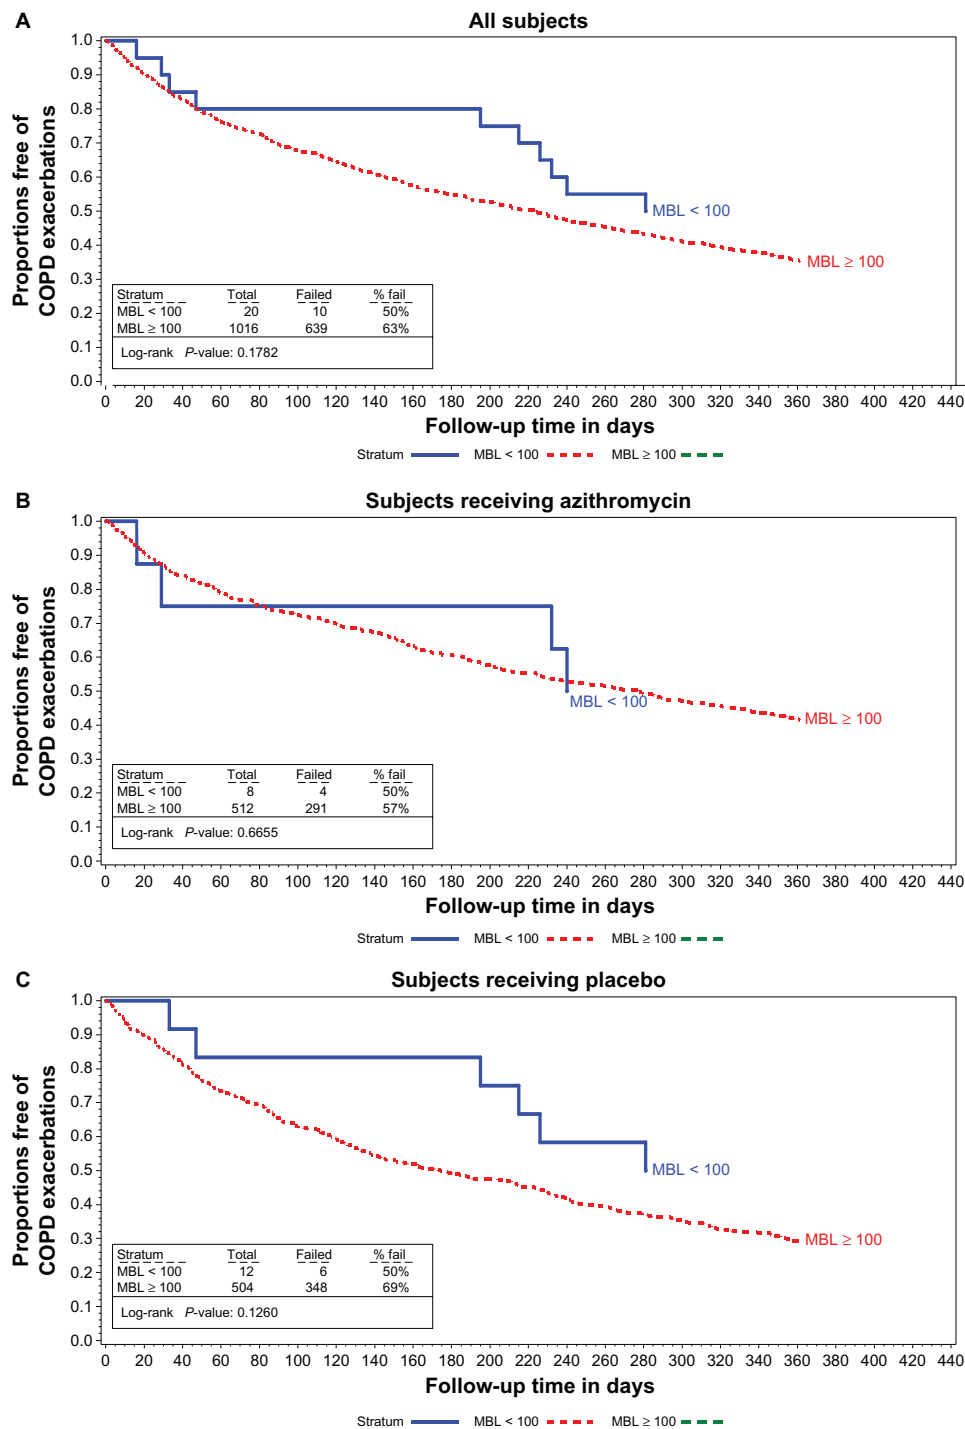 A
All subjects
Proportions free of
COPD exacerbations
1.0
0.9
0.8
0.7
0.6
0.5
0.4
0.3
0.2
0.1
0.0
MBL < 100
MBL ≥ 100
Stratum Total Failed % fail
MBL < 100 20 10 50%
MBL ≥ 100 1016 639 63%
Log-rank P-value: 0.1782
0 20 40 60 80 100 120 140 160 180 200 220 240 260 280 300 320 340 360 380 400 420 440
Follow-up time in days
Stratum MBL < 100 MBL ≥ 100
B
Subjects receiving azithromycin
Proportions free of
COPD exacerbations
1.0
0.9
0.8
0.7
0.6
0.5
0.4
0.3
0.2
0.1
0.0
MBL < 100
MBL ≥ 100
Stratum Total Failed % fail
MBL < 100 8 4 50%
MBL ≥ 100 512 291 57%
Log-rank P-value: 0.6655
0 20 40 60 80 100 120 140 160 180 200 220 240 260 280 300 320 340 360 380 400 420 440
Follow-up time in days
Stratum MBL < 100 MBL ≥ 100
C
Subjects receiving placebo
Proportions free of
COPD exacerbations
1.0
0.9
0.8
0.7
0.6
0.5
0.4
0.3
0.2
0.1
0.0
MBL < 100
MBL ≥ 100
Stratum Total Failed % fail
MBL < 100 12 6 50%
MBL ≥ 100 504 348 69%
Log-rank P-value: 0.1260
0 20 40 60 80 100 120 140 160 180 200 220 240 260 280 300 320 340 360 380 400 420 440
Follow-up time in days
Stratum MBL < 100 MBL ≥ 100